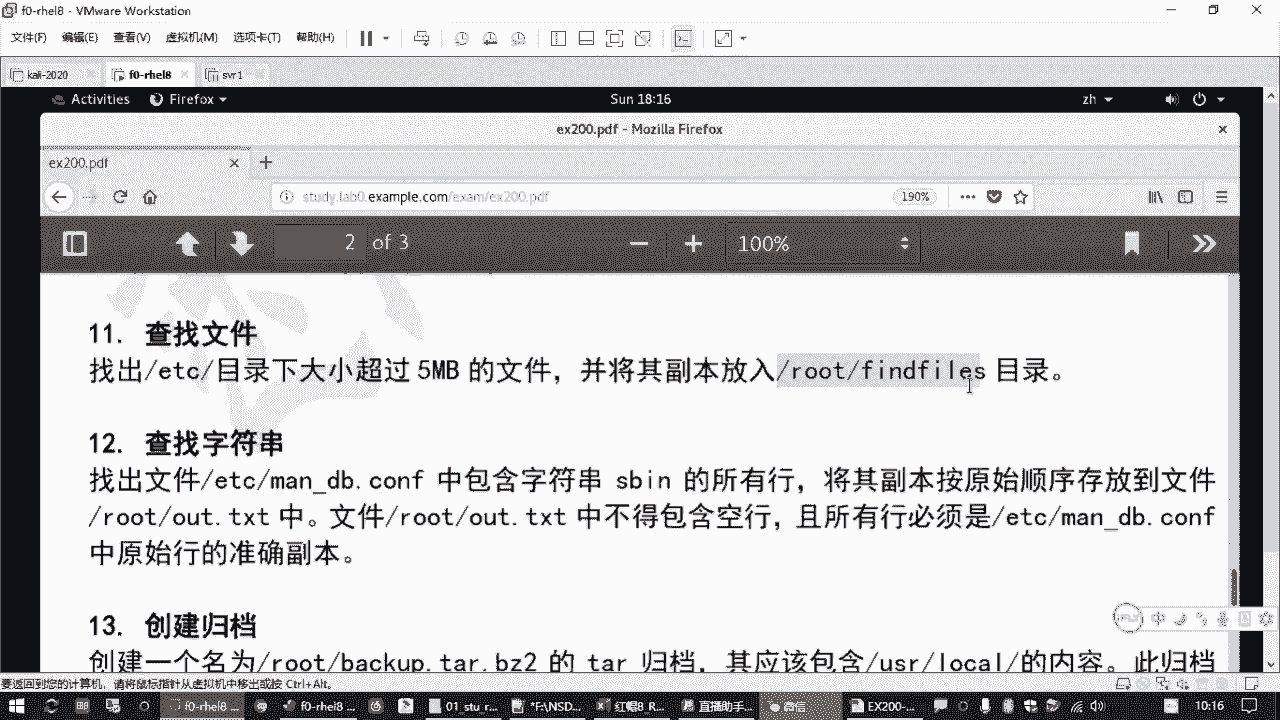 f0-rhel8 - VMware Workstation
文件(F) 编辑(E) 查看(V) 虚拟机(M) 选项卡(T) 帮助(H)
kali-2020 f0-rhel8 svr1
Activities Firefox Sun 18:16 zh
ex200.pdf - Mozilla Firefox
ex200.pdf
study.lab0.example.com/exam/ex200.pdf 190%
2 of 3 100%
11. 查找文件
找出/etc/目录下大小超过 5MB 的文件，并将其副本放入/root/findfiles 目录。
12. 查找字符串
找出文件/etc/man_db.conf 中包含字符串 sbin 的所有行，将其副本按原始顺序存放到文件
/root/out.txt 中。文件/root/out.txt 中不得包含空行，且所有行必须是/etc/man_db.conf
中原始行的准确副本。
13. 创建归档
创建一个名为/root/backup.tar.bz2 的 tar 归档，其应该包含/usr/local/的内容。此归档
要返回到您的计算机，请将鼠标指针从虚拟机中移出或按 Ctrl+Alt。
f0-rhel8 ... f0-rhel8 ... 01_stu_r... *F:\NSD... 红帽8_R... 直播助手... 微信 EX200-... 10:16